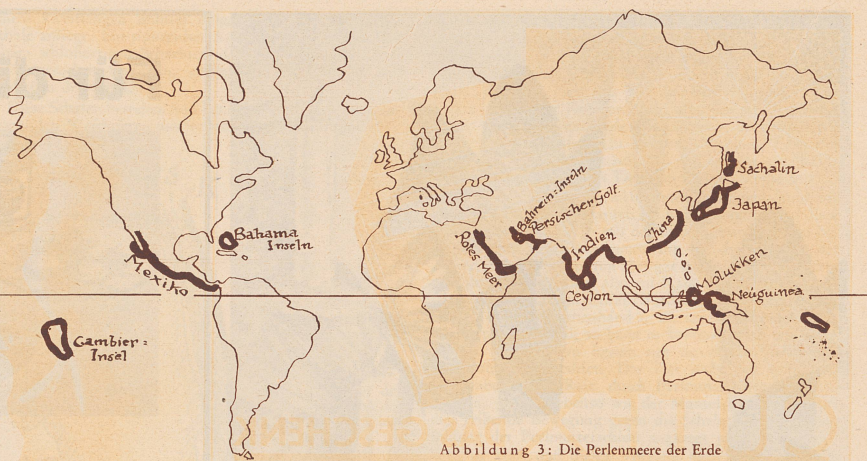 Sachalin
Japan
China
Bahrein-Inseln
Persischer Golf.
Rotes Meer
Indien
Ceylon
Molukken
Neuguinea
Bahama
Inseln
Mexiko
Gambier=
Insel
CUTEX DAS GESCHENK
Abbildung 3: Die Perlenmeere der Erde